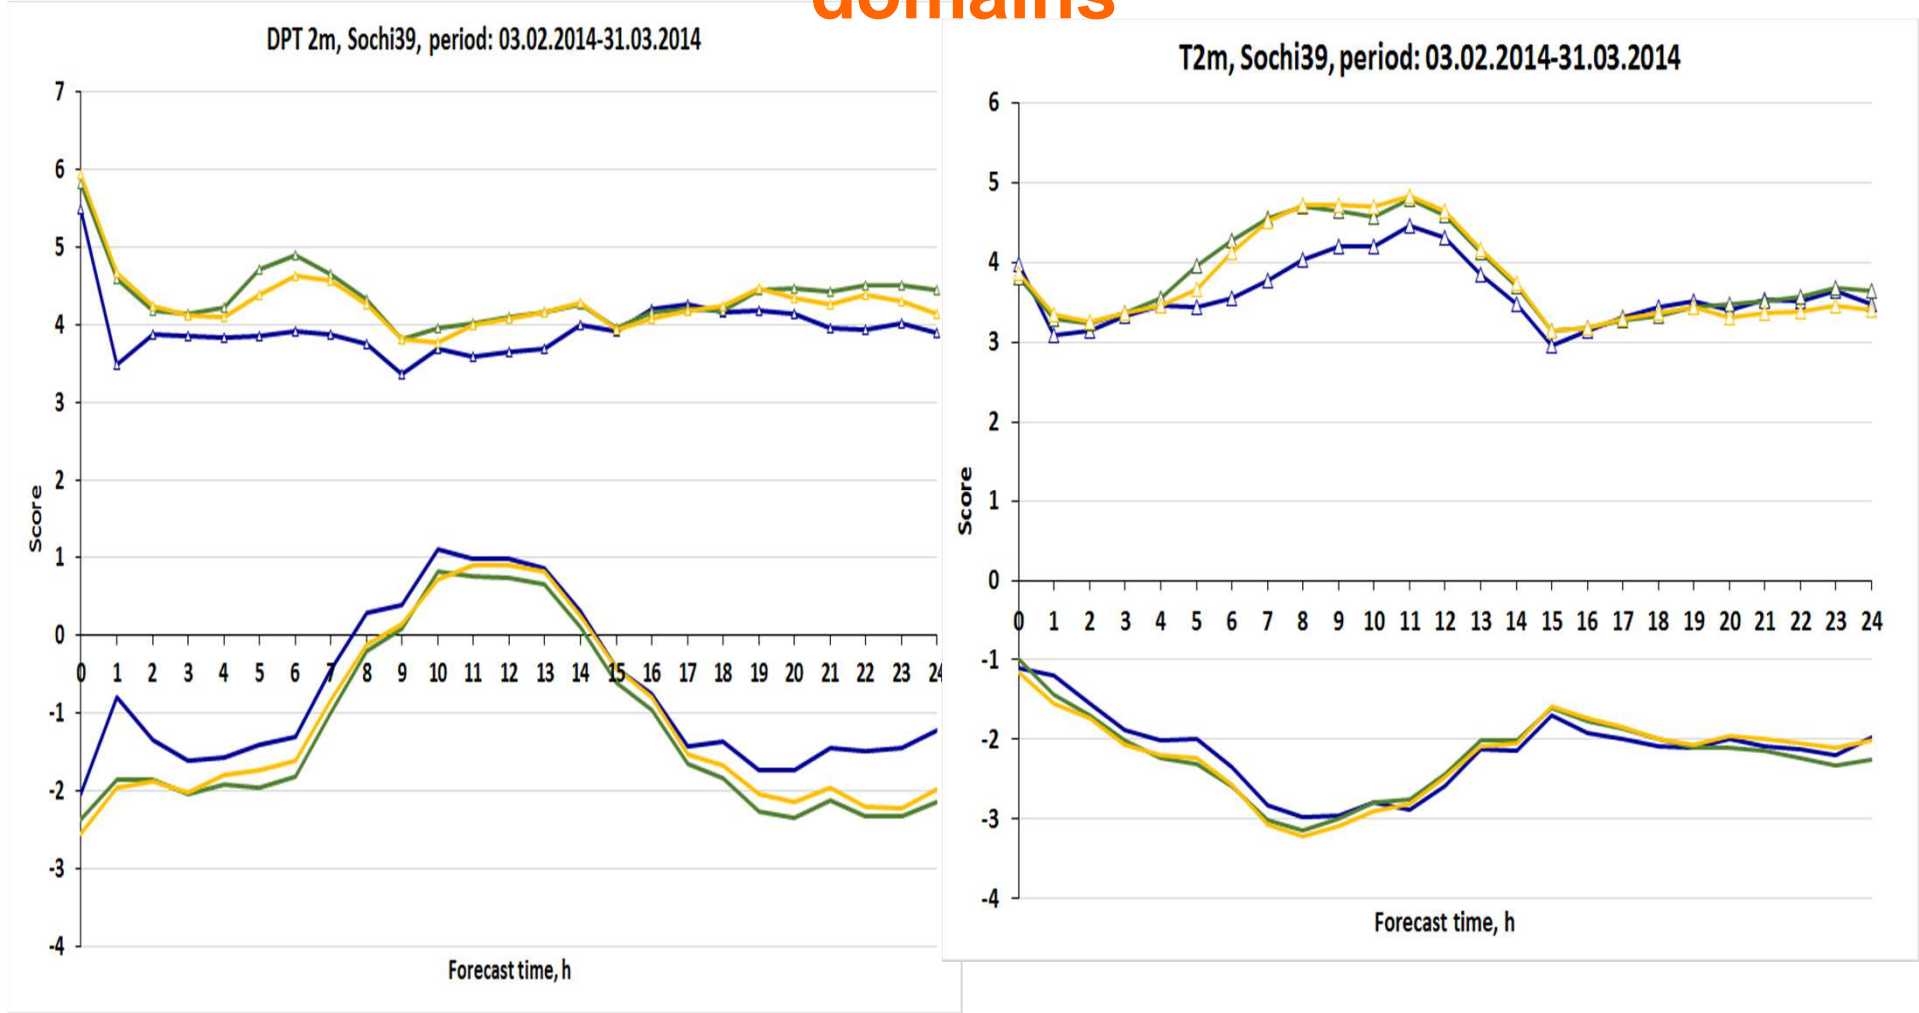 domains
DPT 2m, Sochi39, period: 03.02.2014-31.03.2014
7
6
5
4
3
2
1
0
-1
-2
-3
-4
Score
0 1 2 3 4 5 6 7 8 9 10 11 12 13 14 15 16 17 18 19 20 21 22 23 24
Forecast time, h
T2m, Sochi39, period: 03.02.2014-31.03.2014
6
5
4
3
2
1
0
-1
-2
-3
-4
Score
0 1 2 3 4 5 6 7 8 9 10 11 12 13 14 15 16 17 18 19 20 21 22 23 24
Forecast time, h